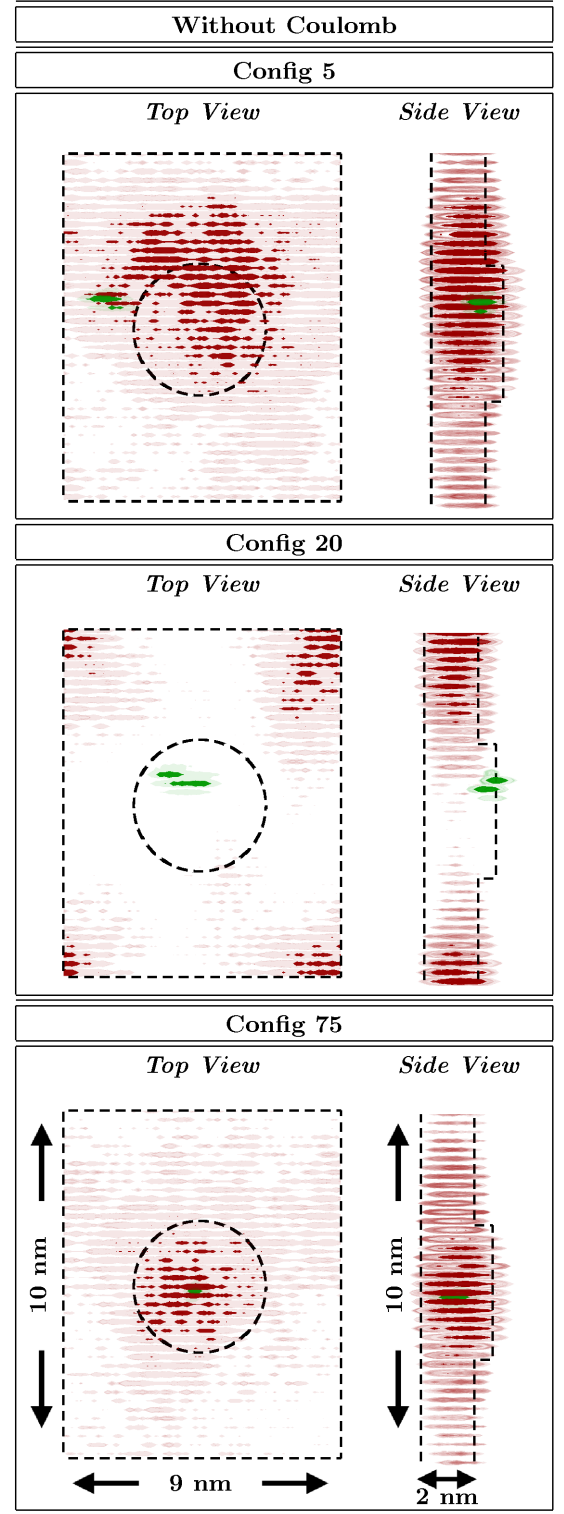 Without Coulomb
Config 5
Top View Side View
Config 20
Top View Side View
Config 75
Top View Side View
10 nm 10 nm
9 nm
2 nm